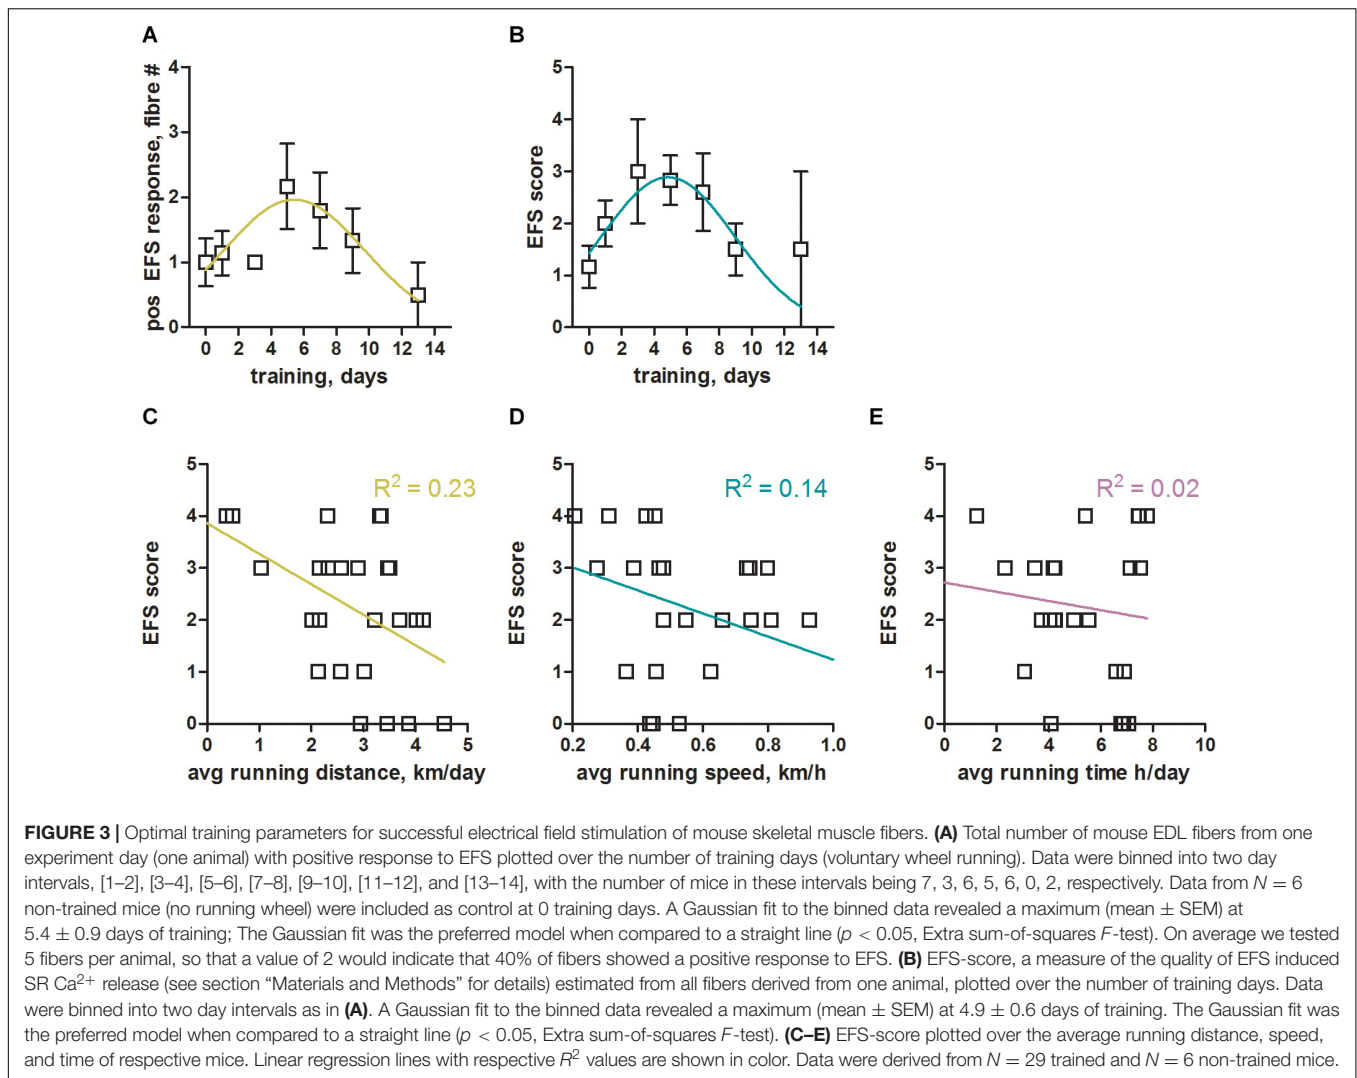 A
pos EFS response, fibre #
4
3
2
1
0
0 2 4 6 8 10 12 14
training, days
B
EFS score
5
4
3
2
1
0
0 2 4 6 8 10 12 14
training, days
C
EFS score
5
4
3
2
1
0
R² = 0.23
0 1 2 3 4 5
avg running distance, km/day
D
EFS score
5
4
3
2
1
0
R² = 0.14
0.2 0.4 0.6 0.8 1.0
avg running speed, km/h
E
EFS score
5
4
3
2
1
0
R² = 0.02
0 2 4 6 8 10
avg running time h/day
FIGURE 3 | Optimal training parameters for successful electrical field stimulation of mouse skeletal muscle fibers. (A) Total number of mouse EDL fibers from one
experiment day (one animal) with positive response to EFS plotted over the number of training days (voluntary wheel running). Data were binned into two day
intervals, [1–2], [3–4], [5–6], [7–8], [9–10], [11–12], and [13–14], with the number of mice in these intervals being 7, 3, 6, 5, 6, 0, 2, respectively. Data from N = 6
non-trained mice (no running wheel) were included as control at 0 training days. A Gaussian fit to the binned data revealed a maximum (mean ± SEM) at
5.4 ± 0.9 days of training; The Gaussian fit was the preferred model when compared to a straight line (p < 0.05, Extra sum-of-squares F-test). On average we tested
5 fibers per animal, so that a value of 2 would indicate that 40% of fibers showed a positive response to EFS. (B) EFS-score, a measure of the quality of EFS induced
SR Ca²⁺ release (see section “Materials and Methods” for details) estimated from all fibers derived from one animal, plotted over the number of training days. Data
were binned into two day intervals as in (A). A Gaussian fit to the binned data revealed a maximum (mean ± SEM) at 4.9 ± 0.6 days of training. The Gaussian fit was
the preferred model when compared to a straight line (p < 0.05, Extra sum-of-squares F-test). (C–E) EFS-score plotted over the average running distance, speed,
and time of respective mice. Linear regression lines with respective R² values are shown in color. Data were derived from N = 29 trained and N = 6 non-trained mice.